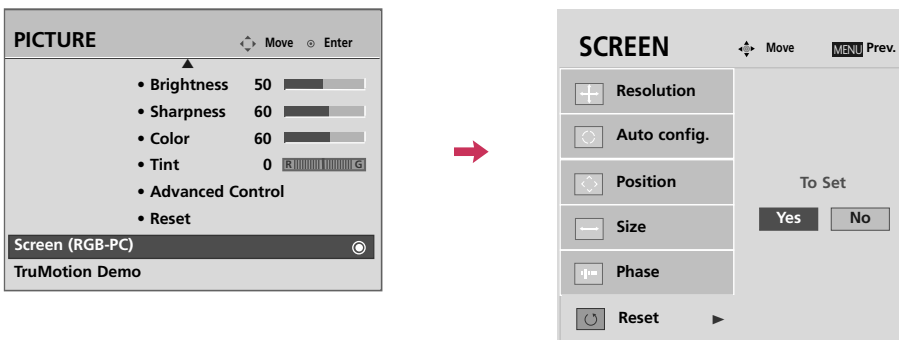 PICTURE Move Enter
• Brightness 50
• Sharpness 60
• Color 60
• Tint 0 R G
• Advanced Control
• Reset
Screen (RGB-PC)
TruMotion Demo
SCREEN Move MENU Prev.
Resolution
Auto config.
Position
Size
Phase
Reset
To Set
Yes No